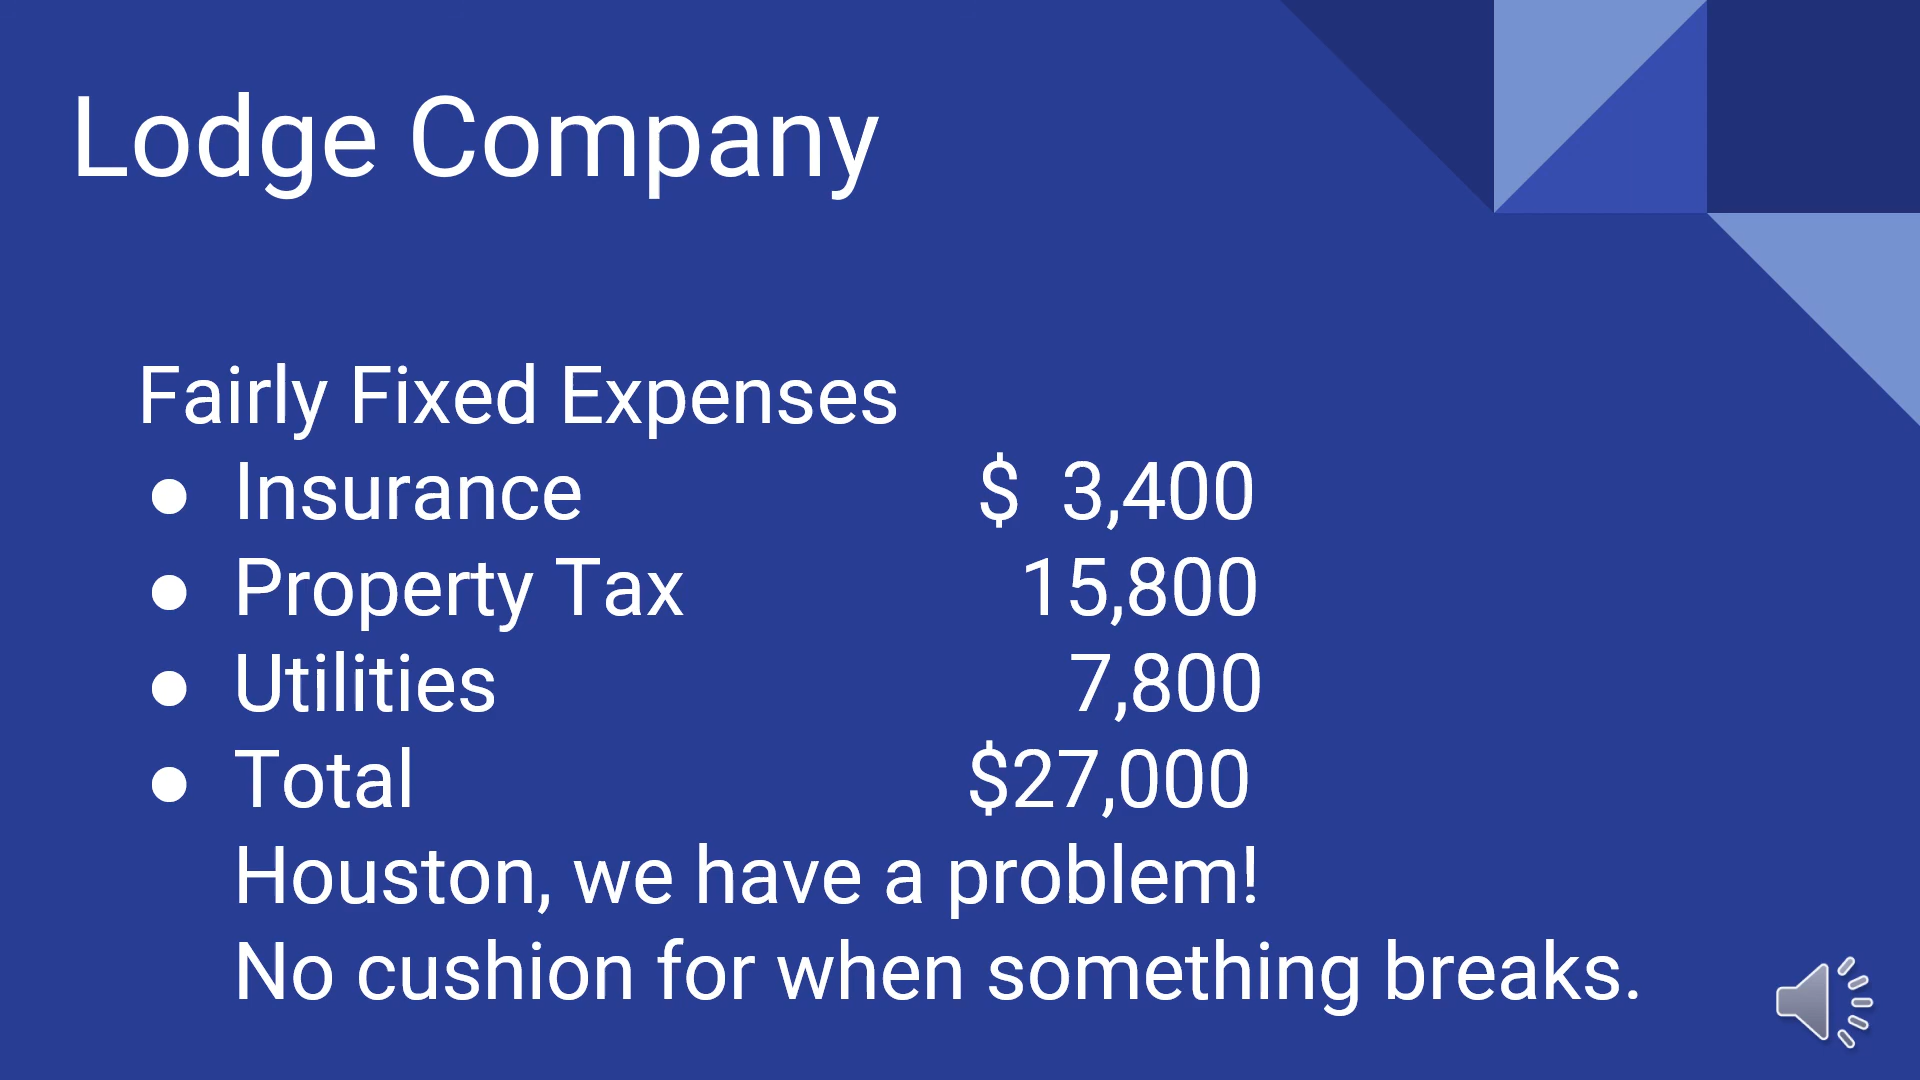 Lodge Company
Fairly Fixed Expenses
● Insurance $ 3,400
● Property Tax 15,800
● Utilities 7,800
● Total $27,000
Houston, we have a problem!
No cushion for when something breaks.